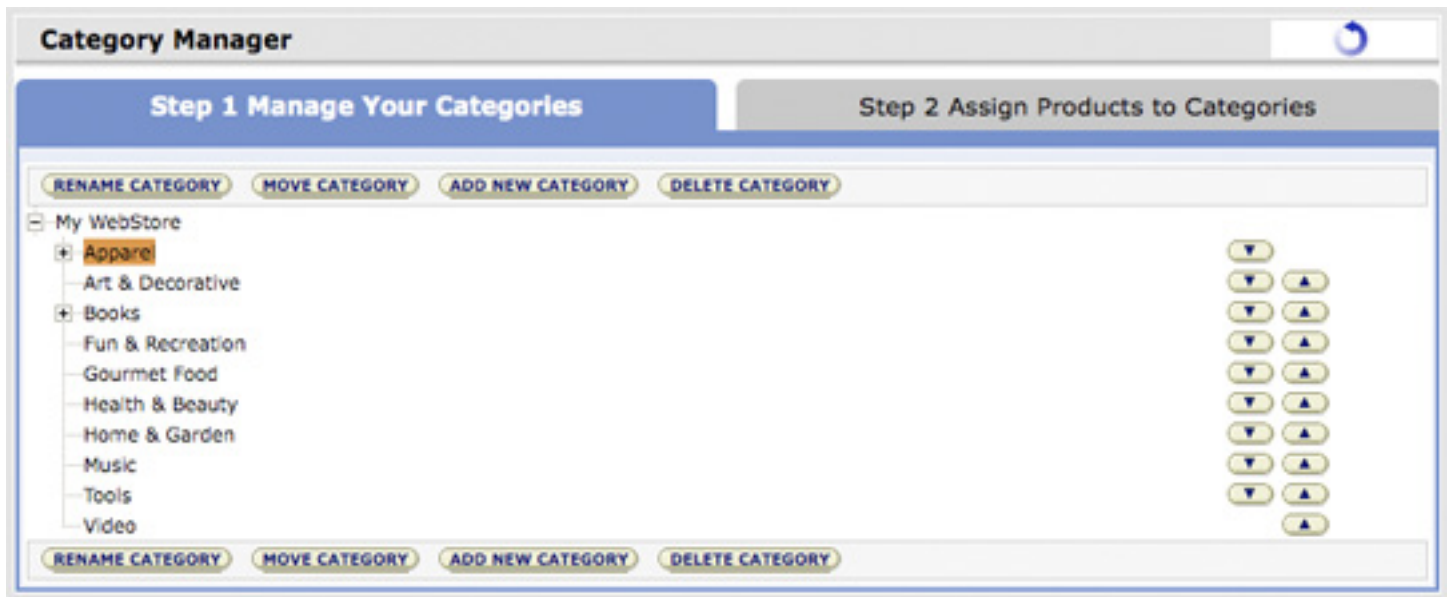 Category Manager
Step 1 Manage Your Categories
Step 2 Assign Products to Categories
RENAME CATEGORY MOVE CATEGORY ADD NEW CATEGORY DELETE CATEGORY
My WebStore
Apparel
Art & Decorative
Books
Fun & Recreation
Gourmet Food
Health & Beauty
Home & Garden
Music
Tools
Video
RENAME CATEGORY MOVE CATEGORY ADD NEW CATEGORY DELETE CATEGORY